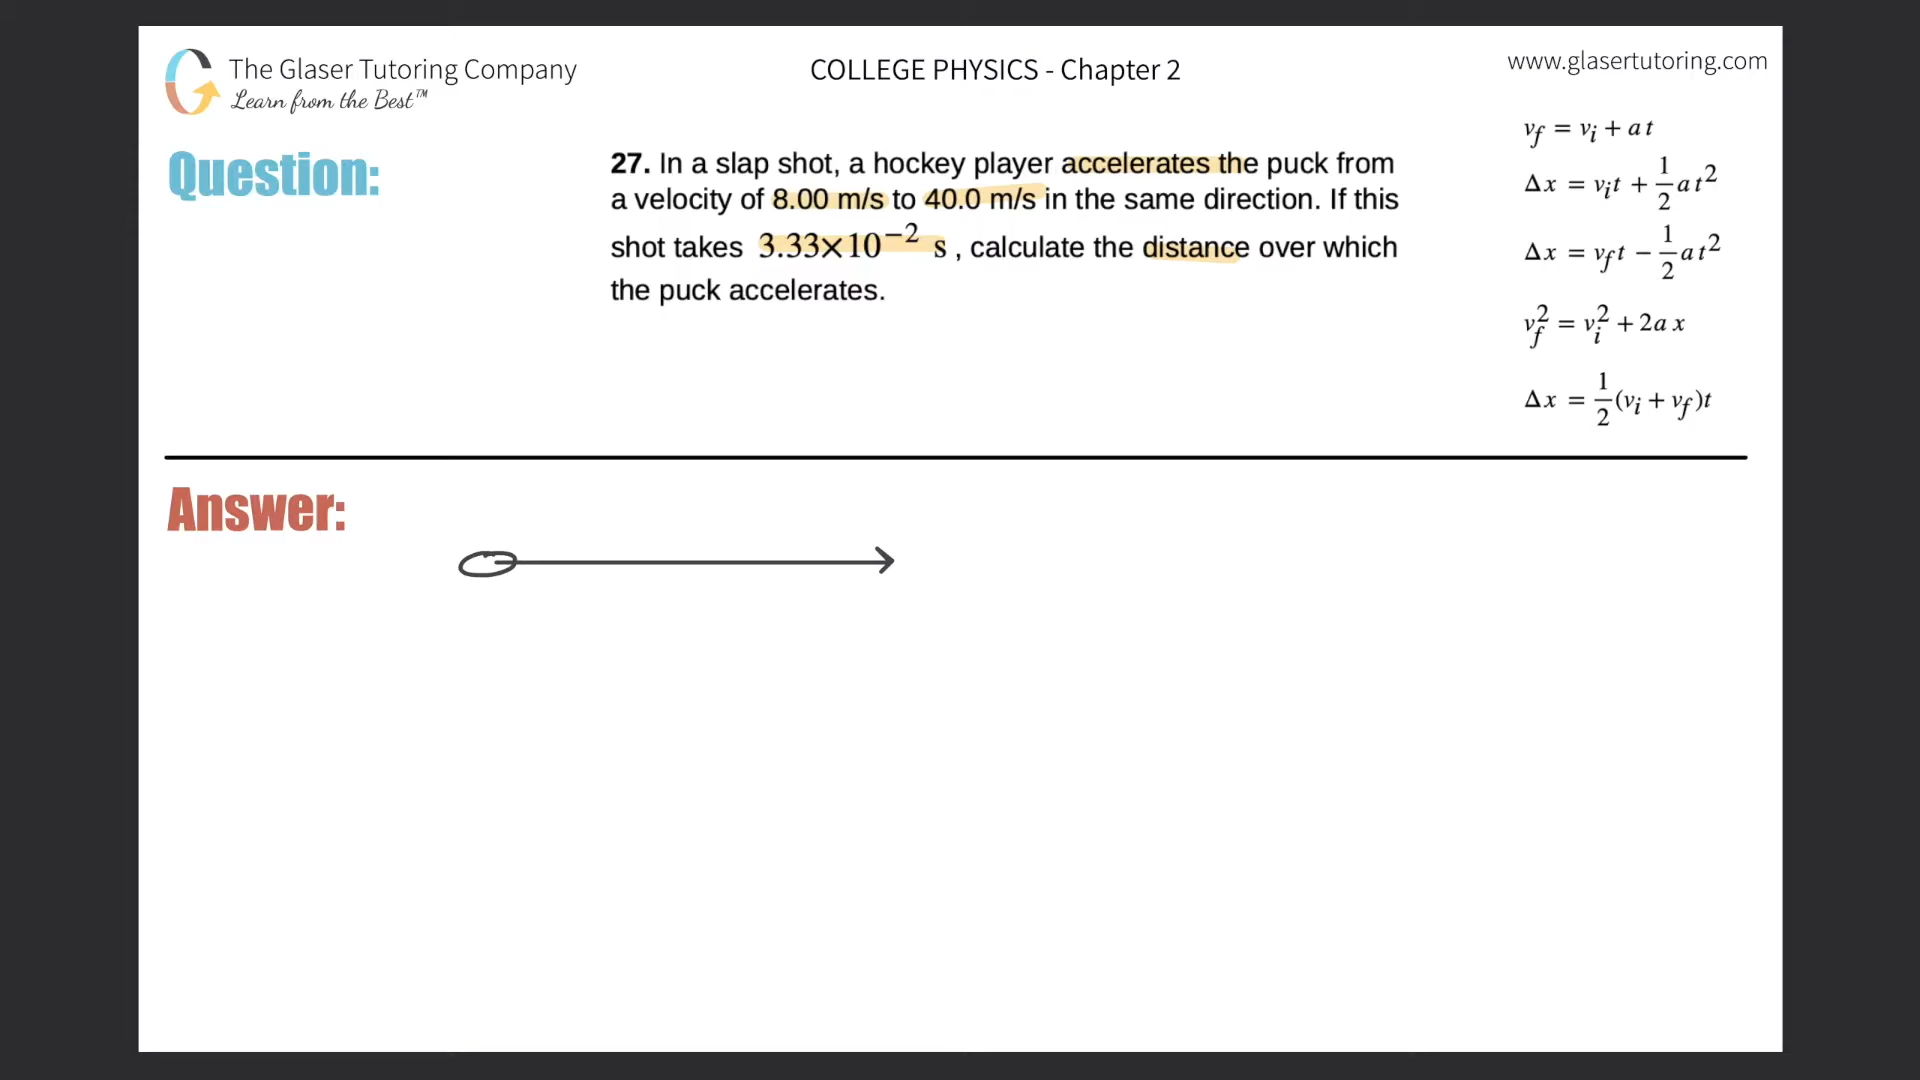 The Glaser Tutoring Company
Learn from the Best™
COLLEGE PHYSICS - Chapter 2
www.glasertutoring.com
Question:
27. In a slap shot, a hockey player accelerates the puck from
a velocity of 8.00 m/s to 40.0 m/s in the same direction. If this
shot takes 3.33×10⁻² s , calculate the distance over which
the puck accelerates.
v_f = v_i + a t
Δx = v_i t + 1/2 a t²
Δx = v_f t − 1/2 a t²
v_f² = v_i² + 2a x
Δx = 1/2 (v_i + v_f)t
Answer: